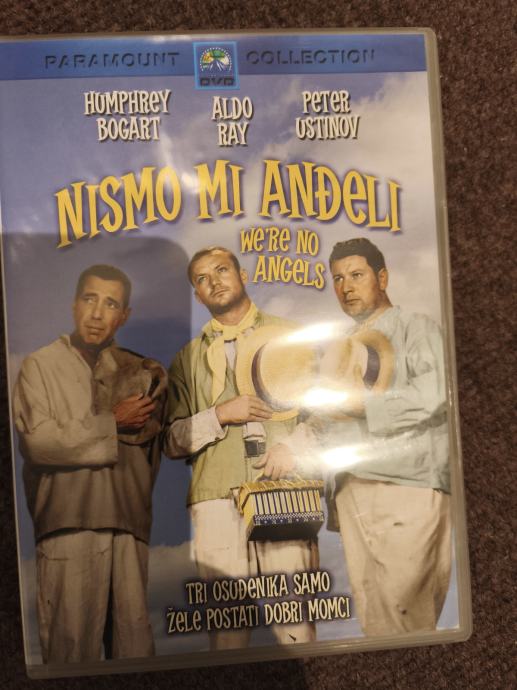 PARAMOUNT DVD COLLECTION
HUMPHREY BOGART
ALDO RAY
PETER USTINOV
NISMO MI ANĐELI
WE'RE NO
ANGELS
TRI OSUĐENIKA SAMO
ŽELE POSTATI DOBRI MOMCI